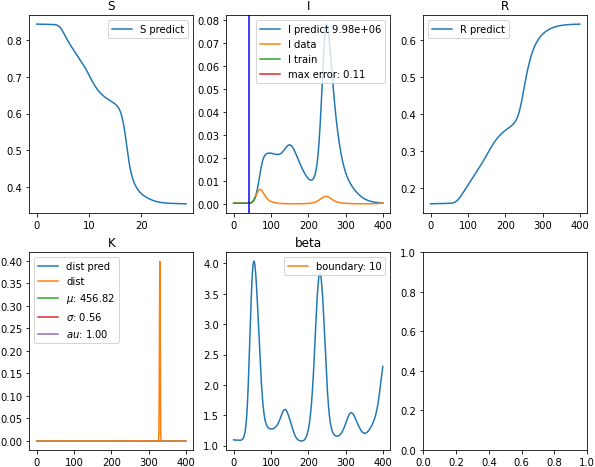 S
S predict
0.8
0.7
0.6
0.5
0.4
0 10 20
I
I predict 9.98e+06
I data
I train
max error: 0.11
0.08
0.07
0.06
0.05
0.04
0.03
0.02
0.01
0.00
0 100 200 300 400
R
R predict
0.6
0.5
0.4
0.3
0.2
0 100 200 300 400
K
dist pred
dist
μ: 456.82
σ: 0.56
au: 1.00
0.40
0.35
0.30
0.25
0.20
0.15
0.10
0.05
0.00
0 200 400
beta
boundary: 10
4.0
3.5
3.0
2.5
2.0
1.5
1.0
0 100 200 300 400
1.0
0.8
0.6
0.4
0.2
0.0
0.0 0.2 0.4 0.6 0.8 1.0